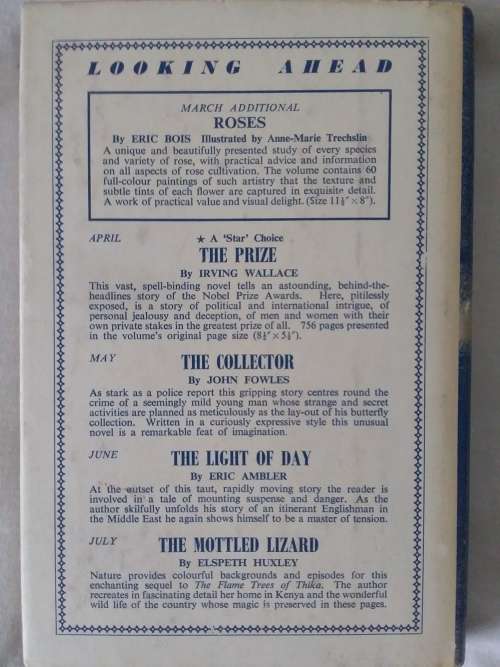 LOOKING AHEAD
MARCH ADDITIONAL
ROSES
By ERIC BOIS Illustrated by Anne-Marie Trechslin
A unique and beautifully presented study of every species
and variety of rose, with practical advice and information
on all aspects of rose cultivation. The volume contains 60
full-colour paintings of such artistry that the texture and
subtle tints of each flower are captured in exquisite detail.
A work of practical value and visual delight. (Size 11¼″ × 8″).
APRIL ★ A ‘Star’ Choice
THE PRIZE
By IRVING WALLACE
This vast, spell-binding novel tells an astounding, behind-the-
headlines story of the Nobel Prize Awards. Here, pitilessly
exposed, is a story of political and international intrigue, of
personal jealousy and deception, of men and women with their
own private stakes in the greatest prize of all. 756 pages presented
in the volume's original page size (8½″ × 5½″).
MAY THE COLLECTOR
By JOHN FOWLES
As stark as a police report this gripping story centres round the
crime of a seemingly mild young man whose strange and secret
activities are planned as meticulously as the lay-out of his butterfly
collection. Written in a curiously expressive style this unusual
novel is a remarkable feat of imagination.
JUNE THE LIGHT OF DAY
By ERIC AMBLER
At the outset of this taut, rapidly moving story the reader is
involved in a tale of mounting suspense and danger. As the
author skilfully unfolds his story of an itinerant Englishman in
the Middle East he again shows himself to be a master of tension.
JULY THE MOTTLED LIZARD
By ELSPETH HUXLEY
Nature provides colourful backgrounds and episodes for this
enchanting sequel to The Flame Trees of Thika. The author
recreates in fascinating detail her home in Kenya and the wonderful
wild life of the country whose magic is preserved in these pages.